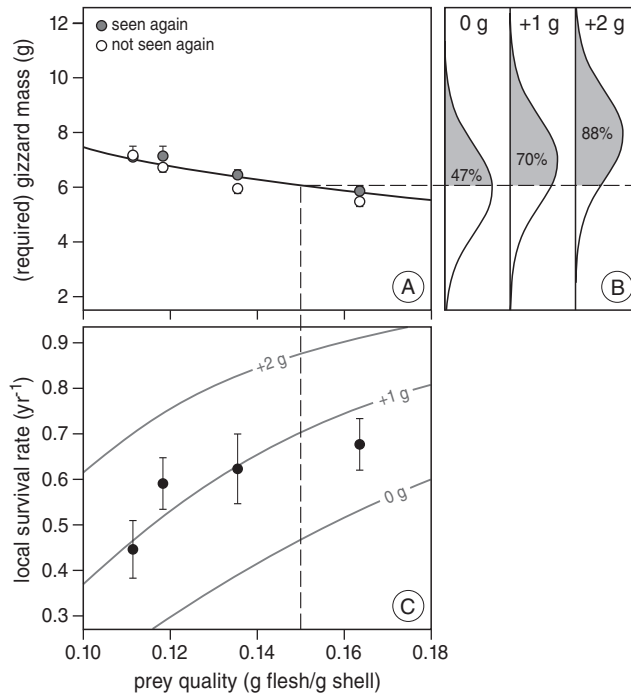 seen again
not seen again
(required) gizzard mass (g)
12
10
8
6
4
2
A
0 g
+1 g
+2 g
47%
70%
88%
B
local survival rate (yr-1)
0.9
0.8
0.7
0.6
0.5
0.4
0.3
+2 g
+1 g
0 g
C
0.10
0.12
0.14
0.16
0.18
prey quality (g flesh/g shell)